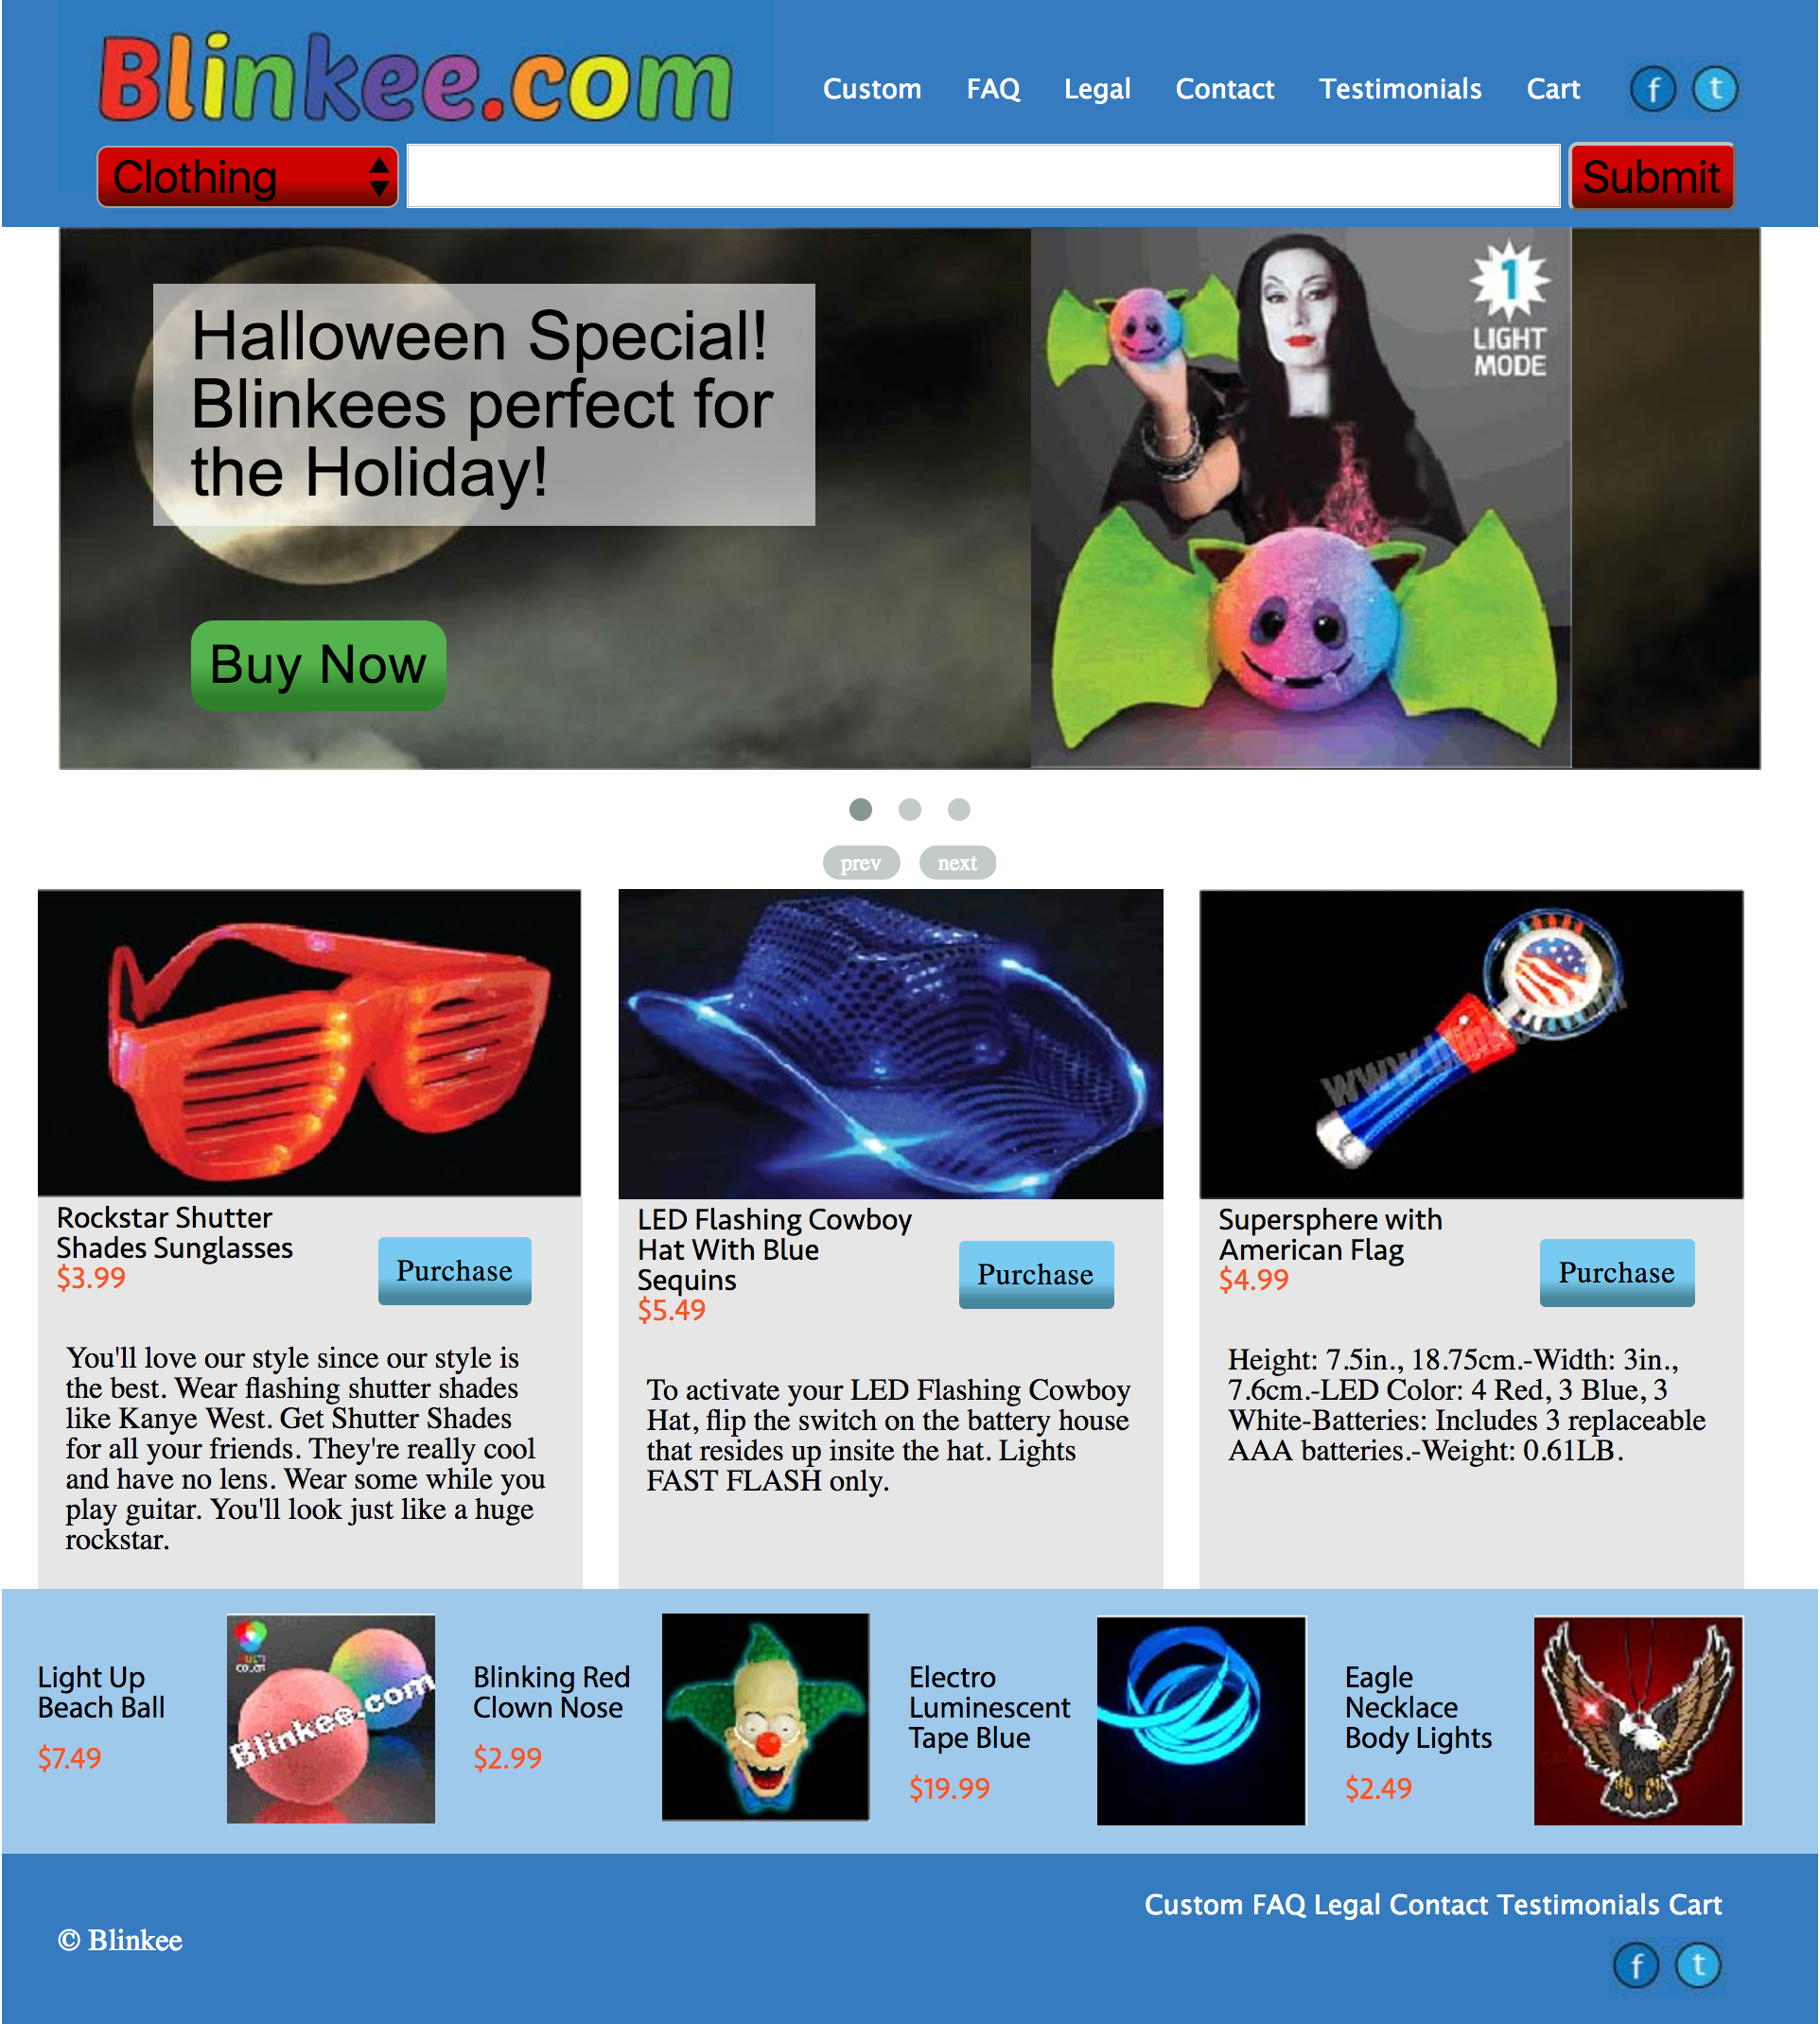 Blinkee.com
Custom FAQ Legal Contact Testimonials Cart f t
Clothing
Submit
Halloween Special!
Blinkees perfect for
the Holiday!
Buy Now
1
LIGHT
MODE
prev next
Rockstar Shutter
Shades Sunglasses
$3.99
Purchase
You'll love our style since our style is
the best. Wear flashing shutter shades
like Kanye West. Get Shutter Shades
for all your friends. They're really cool
and have no lens. Wear some while you
play guitar. You'll look just like a huge
rockstar.
LED Flashing Cowboy
Hat With Blue
Sequins
$5.49
Purchase
To activate your LED Flashing Cowboy
Hat, flip the switch on the battery house
that resides up insite the hat. Lights
FAST FLASH only.
Supersphere with
American Flag
$4.99
Purchase
Height: 7.5in., 18.75cm.-Width: 3in.,
7.6cm.-LED Color: 4 Red, 3 Blue, 3
White-Batteries: Includes 3 replaceable
AAA batteries.-Weight: 0.61LB.
Light Up
Beach Ball
$7.49
MULTI
COLOR
Blinkee.com
Blinking Red
Clown Nose
$2.99
Electro
Luminescent
Tape Blue
$19.99
Eagle
Necklace
Body Lights
$2.49
Custom FAQ Legal Contact Testimonials Cart
© Blinkee
f t